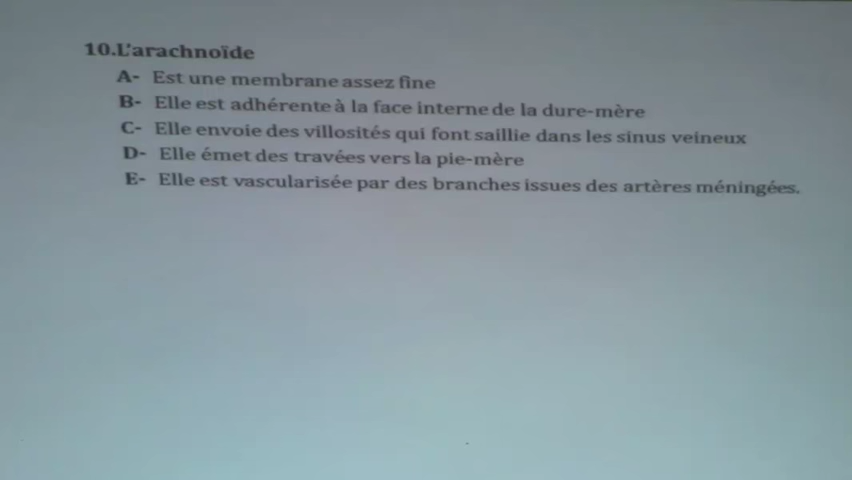 10.L'arachnoïde
A- Est une membrane assez fine
B- Elle est adhérente à la face interne de la dure-mère
C- Elle envoie des villosités qui font saillie dans les sinus veineux
D- Elle émet des travées vers la pie-mère
E- Elle est vascularisée par des branches issues des artères méningées.